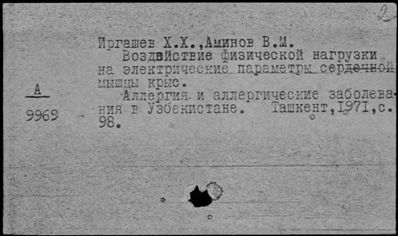 2
Иргашев Х.Х.,Аминов В.М.
Воздействие физической нагрузки
на электрические параметры сердечной
мышцы крыс.
А
Аллергия и аллергические заболева-
9969
ния в Узбекистане. Ташкент,1971,с.
98.